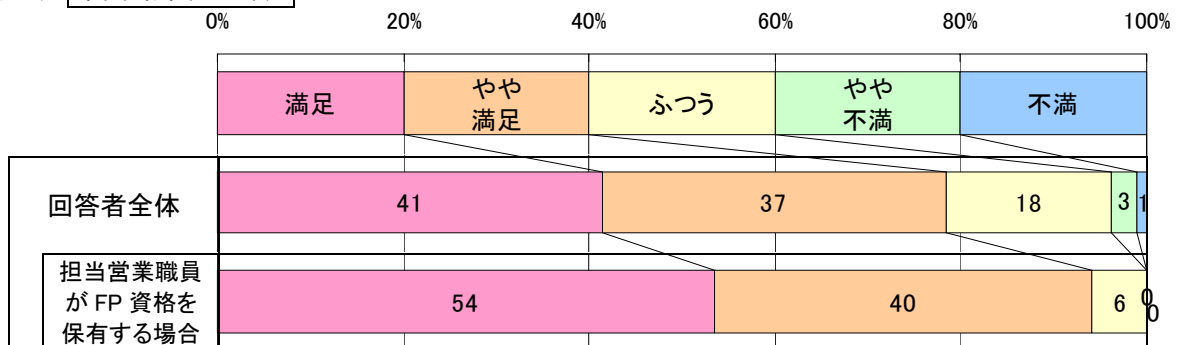 0%
20%
40%
60%
80%
100%
満足
やや
満足
ふつう
やや
不満
不満
回答者全体
41
37
18
3
1
担当営業職員
が FP 資格を
保有する場合
54
40
6
0
0